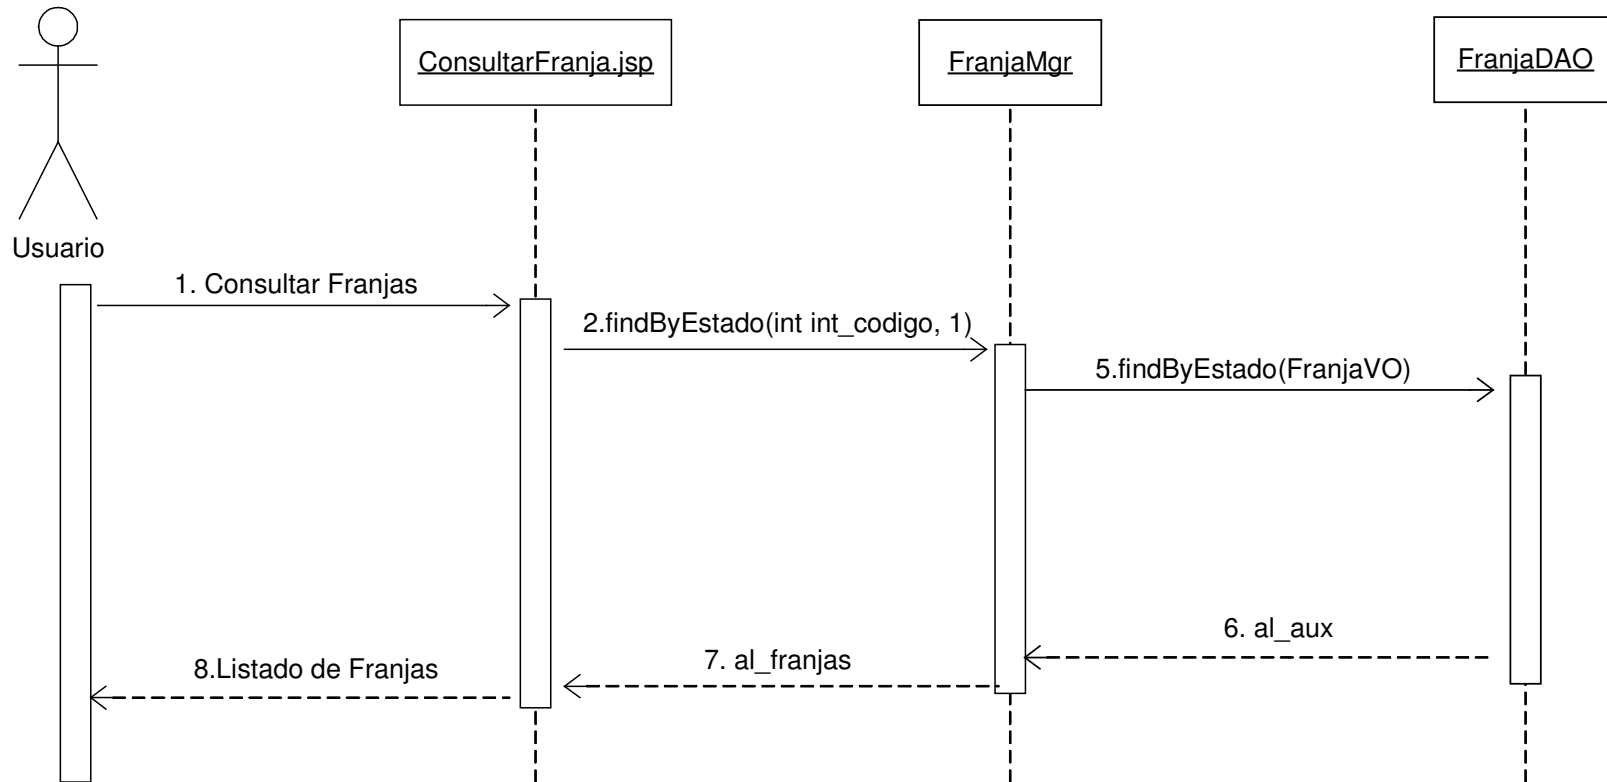 ConsultarFranja.jsp
FranjaMgr
FranjaDAO
Usuario
1. Consultar Franjas
2.findByEstado(int int_codigo, 1)
5.findByEstado(FranjaVO)
6. al_aux
7. al_franjas
8.Listado de Franjas